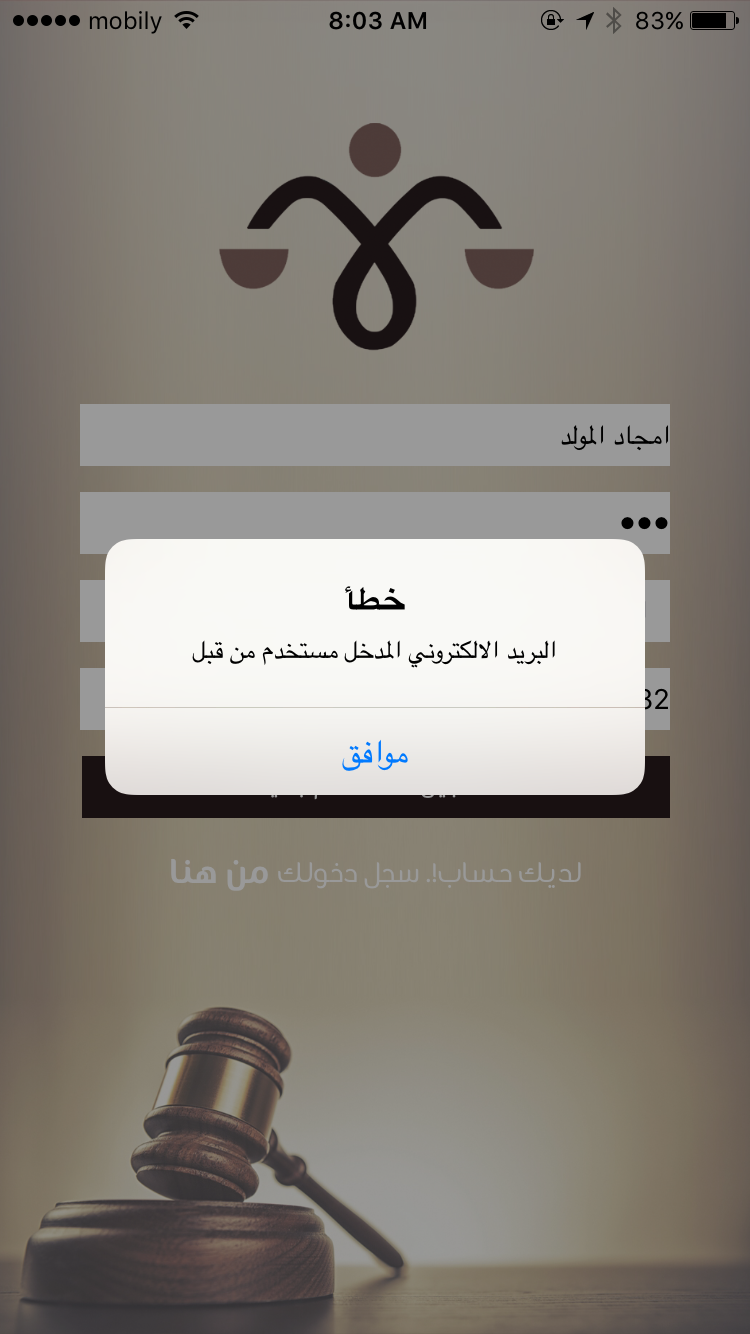 mobily 8:03 AM 83%
امجاد المولد
•••
خطأ
البريد الالكتروني المدخل مستخدم من قبل
32
موافق
لديك حساب!. سجل دخولك من هنا